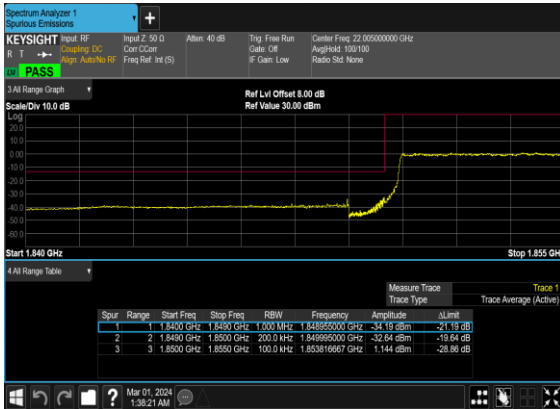 Spectrum Analyzer 1
Spurious Emissions
+
KEYSIGHT Input: RF Input Z: 50 Ω Atten: 40 dB Trig: Free Run Center Freq: 22.005000000 GHz
R T Coupling: DC Corr CCorr Gate: Off Avg|Hold: 100/100
Align: Auto/No RF Freq Ref: Int (S) IF Gain: Low Radio Std: None
LW PASS
3 All Range Graph
Ref Lvl Offset 8.00 dB
Scale/Div 10.0 dB Ref Value 30.00 dBm
Log
20.0
10.0
0.00
-10.0
-20.0
-30.0
-40.0
-50.0
-60.0
Start 1.840 GHz Stop 1.855 GH
4 All Range Table
Measure Trace Trace 1
Trace Type Trace Average (Active)
Spur Range Start Freq Stop Freq RBW Frequency Amplitude ΔLimit
1 1 1.8400 GHz 1.8490 GHz 1.000 MHz 1.848955000 GHz -34.19 dBm -21.19 dB
2 2 1.8490 GHz 1.8500 GHz 200.0 kHz 1.849995000 GHz -32.64 dBm -19.64 dB
3 3 1.8500 GHz 1.8550 GHz 100.0 kHz 1.853816667 GHz 1.144 dBm -28.86 dB
? Mar 01, 2024
1:38:21 AM